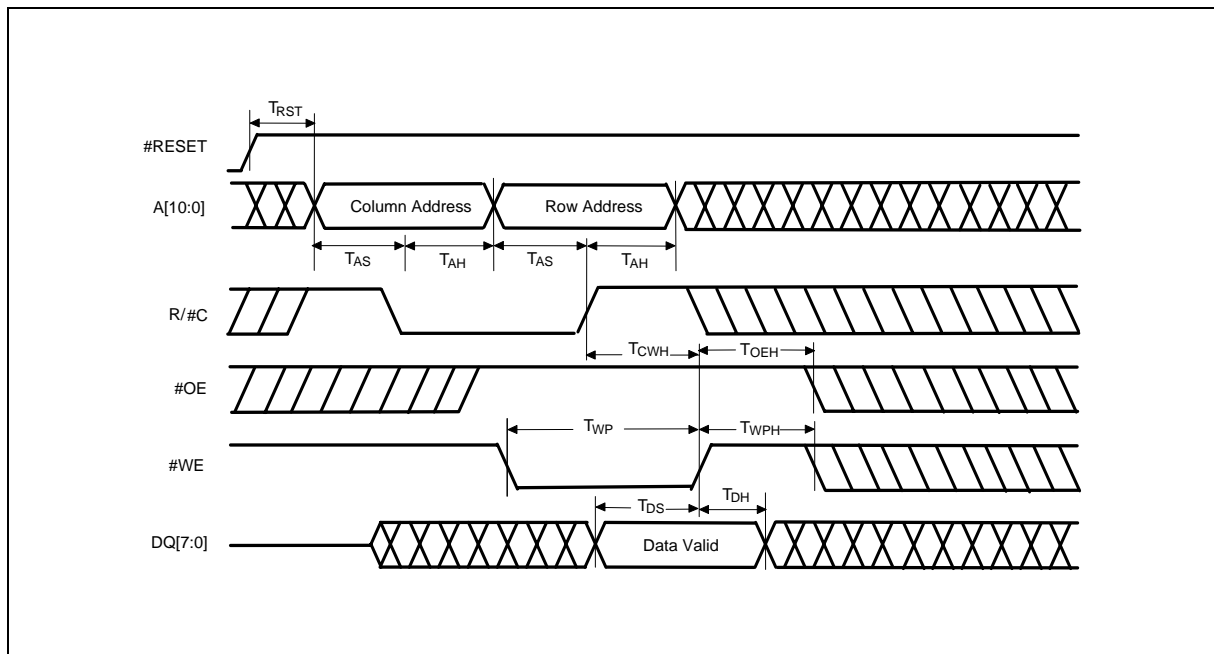 TRST
#RESET
A[10:0]
Column Address
Row Address
TAS
TAH
TAS
TAH
R/#C
TCWH
TOEH
#OE
TWP
TWPH
#WE
TDS
TDH
DQ[7:0]
Data Valid